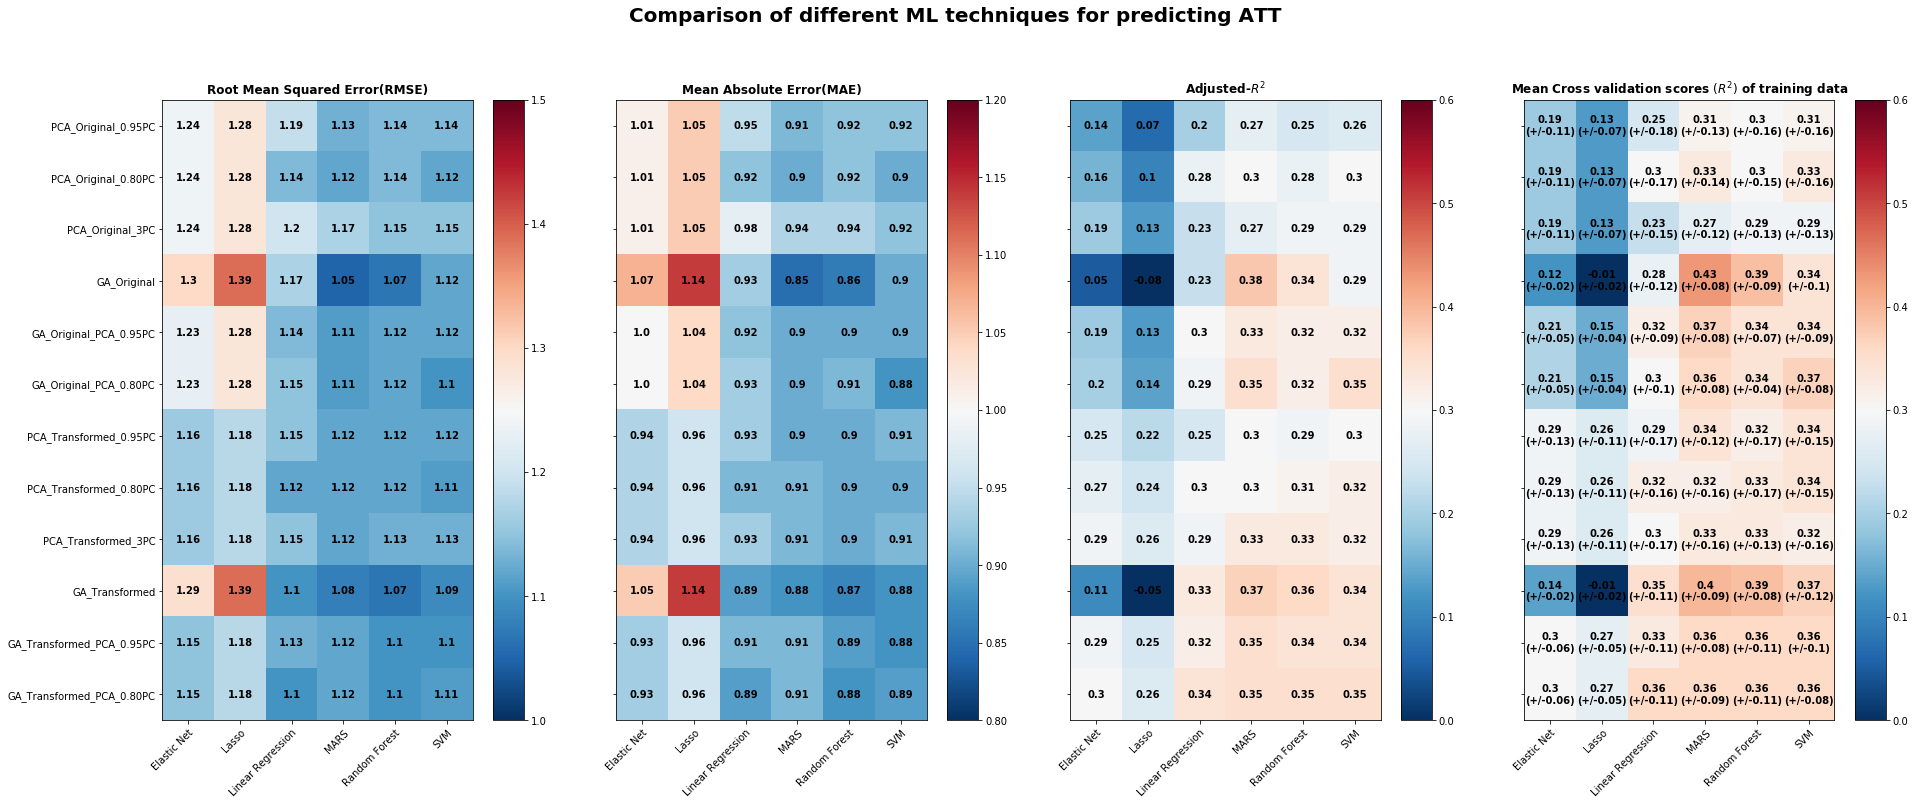 Comparison of different ML techniques for predicting ATT
Root Mean Squared Error(RMSE)
PCA_Original_0.95PC 1.24 1.28 1.19 1.13 1.14 1.14
PCA_Original_0.80PC 1.24 1.28 1.14 1.12 1.14 1.12
PCA_Original_3PC 1.24 1.28 1.2 1.17 1.15 1.15
GA_Original 1.3 1.39 1.17 1.05 1.07 1.12
GA_Original_PCA_0.95PC 1.23 1.28 1.14 1.11 1.12 1.12
GA_Original_PCA_0.80PC 1.23 1.28 1.15 1.11 1.12 1.1
PCA_Transformed_0.95PC 1.16 1.18 1.15 1.12 1.12 1.12
PCA_Transformed_0.80PC 1.16 1.18 1.12 1.12 1.12 1.11
PCA_Transformed_3PC 1.16 1.18 1.15 1.12 1.13 1.13
GA_Transformed 1.29 1.39 1.1 1.08 1.07 1.09
GA_Transformed_PCA_0.95PC 1.15 1.18 1.13 1.12 1.1 1.1
GA_Transformed_PCA_0.80PC 1.15 1.18 1.1 1.12 1.1 1.11
Elastic Net Lasso Linear Regression MARS Random Forest SVM
1.5
1.4
1.3
1.2
1.1
1.0
Mean Absolute Error(MAE)
1.01 1.05 0.95 0.91 0.92 0.92
1.01 1.05 0.92 0.9 0.92 0.9
1.01 1.05 0.98 0.94 0.94 0.92
1.07 1.14 0.93 0.85 0.86 0.9
1.0 1.04 0.92 0.9 0.9 0.9
1.0 1.04 0.93 0.9 0.91 0.88
0.94 0.96 0.93 0.9 0.9 0.91
0.94 0.96 0.91 0.91 0.9 0.9
0.94 0.96 0.93 0.91 0.9 0.91
1.05 1.14 0.89 0.88 0.87 0.88
0.93 0.96 0.91 0.91 0.89 0.88
0.93 0.96 0.89 0.91 0.88 0.89
Elastic Net Lasso Linear Regression MARS Random Forest SVM
1.20
1.15
1.10
1.05
1.00
0.95
0.90
0.85
0.80
Adjusted-R²
0.14 0.07 0.2 0.27 0.25 0.26
0.16 0.1 0.28 0.3 0.28 0.3
0.19 0.13 0.23 0.27 0.29 0.29
0.05 -0.08 0.23 0.38 0.34 0.29
0.19 0.13 0.3 0.33 0.32 0.32
0.2 0.14 0.29 0.35 0.32 0.35
0.25 0.22 0.25 0.3 0.29 0.3
0.27 0.24 0.3 0.3 0.31 0.32
0.29 0.26 0.29 0.33 0.33 0.32
0.11 -0.05 0.33 0.37 0.36 0.34
0.29 0.25 0.32 0.35 0.34 0.34
0.3 0.26 0.34 0.35 0.35 0.35
Elastic Net Lasso Linear Regression MARS Random Forest SVM
0.6
0.5
0.4
0.3
0.2
0.1
0.0
Mean Cross validation scores (R²) of training data
0.19 0.13 0.25 0.31 0.3 0.31
(+/-0.11) (+/-0.07) (+/-0.18) (+/-0.13) (+/-0.16) (+/-0.16)
0.19 0.13 0.3 0.33 0.3 0.33
(+/-0.11) (+/-0.07) (+/-0.17) (+/-0.14) (+/-0.15) (+/-0.16)
0.19 0.13 0.23 0.27 0.29 0.29
(+/-0.11) (+/-0.07) (+/-0.15) (+/-0.12) (+/-0.13) (+/-0.13)
0.12 -0.01 0.28 0.43 0.39 0.34
(+/-0.02) (+/-0.02) (+/-0.12) (+/-0.08) (+/-0.09) (+/-0.1)
0.21 0.15 0.32 0.37 0.34 0.34
(+/-0.05) (+/-0.04) (+/-0.09) (+/-0.08) (+/-0.07) (+/-0.09)
0.21 0.15 0.3 0.36 0.34 0.37
(+/-0.05) (+/-0.04) (+/-0.1) (+/-0.08) (+/-0.04) (+/-0.08)
0.29 0.26 0.29 0.34 0.32 0.34
(+/-0.13) (+/-0.11) (+/-0.17) (+/-0.12) (+/-0.17) (+/-0.15)
0.29 0.26 0.32 0.32 0.33 0.34
(+/-0.13) (+/-0.11) (+/-0.16) (+/-0.16) (+/-0.17) (+/-0.15)
0.29 0.26 0.3 0.33 0.33 0.32
(+/-0.13) (+/-0.11) (+/-0.17) (+/-0.16) (+/-0.13) (+/-0.16)
0.14 -0.01 0.35 0.4 0.39 0.37
(+/-0.02) (+/-0.02) (+/-0.11) (+/-0.09) (+/-0.08) (+/-0.12)
0.3 0.27 0.33 0.36 0.36 0.36
(+/-0.06) (+/-0.05) (+/-0.11) (+/-0.08) (+/-0.11) (+/-0.1)
0.3 0.27 0.36 0.36 0.36 0.36
(+/-0.06) (+/-0.05) (+/-0.11) (+/-0.09) (+/-0.11) (+/-0.08)
Elastic Net Lasso Linear Regression MARS Random Forest SVM
0.6
0.5
0.4
0.3
0.2
0.1
0.0